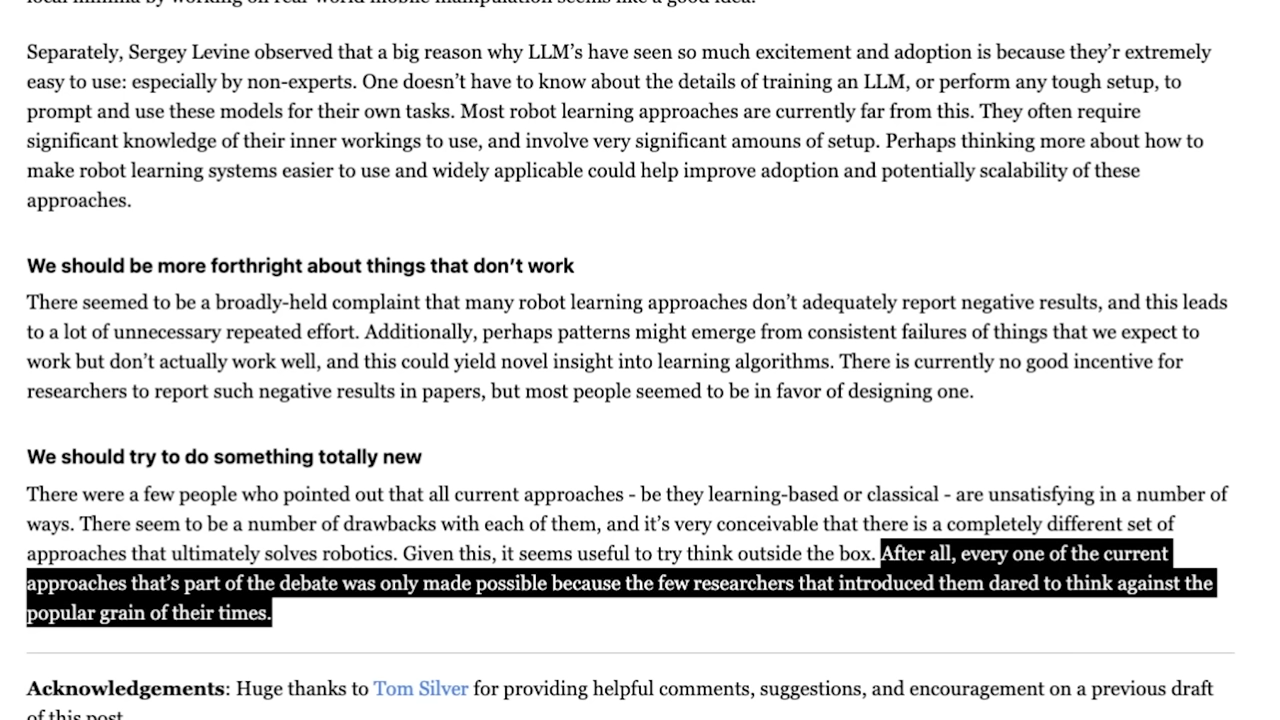 local minima by working on real-world mobile manipulation seems like a good idea.
Separately, Sergey Levine observed that a big reason why LLM’s have seen so much excitement and adoption is because they’r extremely
easy to use: especially by non-experts. One doesn’t have to know about the details of training an LLM, or perform any tough setup, to
prompt and use these models for their own tasks. Most robot learning approaches are currently far from this. They often require
significant knowledge of their inner workings to use, and involve very significant amouns of setup. Perhaps thinking more about how to
make robot learning systems easier to use and widely applicable could help improve adoption and potentially scalability of these
approaches.
We should be more forthright about things that don’t work
There seemed to be a broadly-held complaint that many robot learning approaches don’t adequately report negative results, and this leads
to a lot of unnecessary repeated effort. Additionally, perhaps patterns might emerge from consistent failures of things that we expect to
work but don’t actually work well, and this could yield novel insight into learning algorithms. There is currently no good incentive for
researchers to report such negative results in papers, but most people seemed to be in favor of designing one.
We should try to do something totally new
There were a few people who pointed out that all current approaches - be they learning-based or classical - are unsatisfying in a number of
ways. There seem to be a number of drawbacks with each of them, and it’s very conceivable that there is a completely different set of
approaches that ultimately solves robotics. Given this, it seems useful to try think outside the box. After all, every one of the current
approaches that’s part of the debate was only made possible because the few researchers that introduced them dared to think against the
popular grain of their times.
Acknowledgements: Huge thanks to Tom Silver for providing helpful comments, suggestions, and encouragement on a previous draft
of this post.